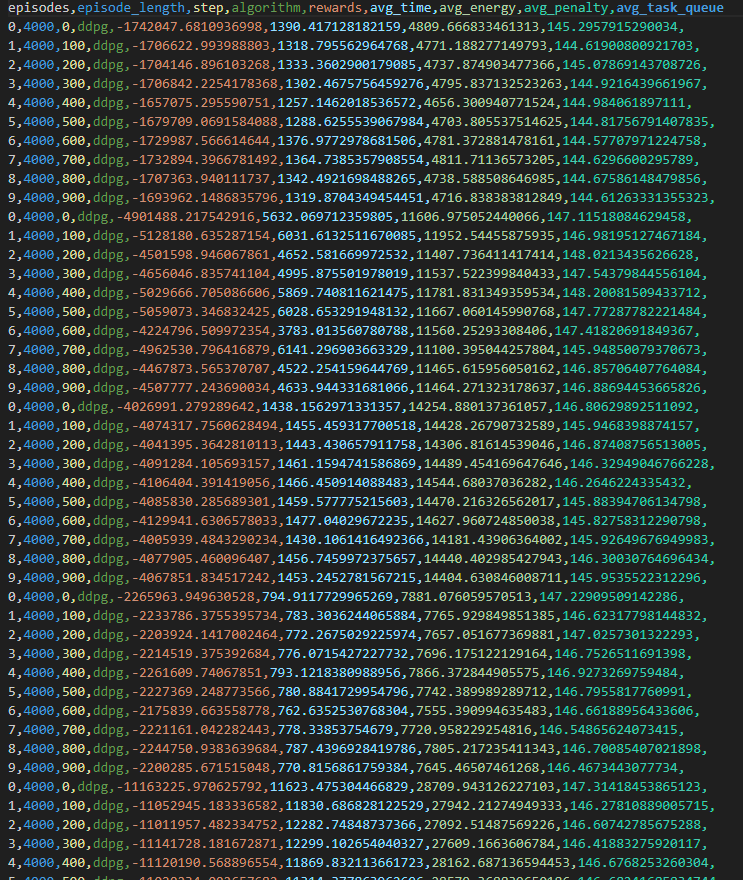 episodes,episode_length,step,algorithm,rewards,avg_time,avg_energy,avg_penalty,avg_task_queue
0,4000,0,ddpg,-1742047.6810936998,1390.417128182159,4809.666833461313,145.2957915290034,
1,4000,100,ddpg,-1706622.993988803,1318.795562964768,4771.188277149793,144.61900800921703,
2,4000,200,ddpg,-1704146.896103268,1333.3602900179085,4737.874903477366,145.07869143708726,
3,4000,300,ddpg,-1706842.2254178368,1302.4675756459276,4795.837132523263,144.9216439661967,
4,4000,400,ddpg,-1657075.295590751,1257.1462018536572,4656.300940771524,144.984061897111,
5,4000,500,ddpg,-1679709.0691584088,1288.6255539067984,4703.805537514625,144.81756791407835,
6,4000,600,ddpg,-1729987.566614644,1376.9772978681506,4781.372881478161,144.57707971224758,
7,4000,700,ddpg,-1732894.3966781492,1364.7385357908554,4811.71136573205,144.6296600295789,
8,4000,800,ddpg,-1707363.940111737,1342.4921698488265,4738.588508646985,144.67586148479856,
9,4000,900,ddpg,-1693962.1486835796,1319.8704349454451,4716.838383812849,144.61263331355323,
0,4000,0,ddpg,-4901488.217542916,5632.069712359805,11606.975052440066,147.11518084629458,
1,4000,100,ddpg,-5128180.635287154,6031.6132511670085,11952.54455875935,146.98195127467184,
2,4000,200,ddpg,-4501598.946067861,4652.581669972532,11407.736411417414,148.0213435626628,
3,4000,300,ddpg,-4656046.835741104,4995.875501978019,11537.522399840433,147.54379844556104,
4,4000,400,ddpg,-5029666.705086606,5869.740811621475,11781.831349359534,148.20081509433712,
5,4000,500,ddpg,-5059073.346832425,6028.653291948132,11667.060145990768,147.77287782221484,
6,4000,600,ddpg,-4224796.509972354,3783.013560780788,11560.25293308406,147.41820691849367,
7,4000,700,ddpg,-4962530.796416879,6141.296903663329,11100.395044257804,145.94850079370673,
8,4000,800,ddpg,-4467873.565370707,4522.254159644769,11465.615956050162,146.85706407764084,
9,4000,900,ddpg,-4507777.243690034,4633.944331681066,11464.271323178637,146.88694453665826,
0,4000,0,ddpg,-4026991.279289642,1438.1562971331357,14254.880137361057,146.80629892511092,
1,4000,100,ddpg,-4074317.7560628494,1455.459317700518,14428.26790732589,145.9468398874157,
2,4000,200,ddpg,-4041395.3642810113,1443.430657911758,14306.81614539046,146.87408756513005,
3,4000,300,ddpg,-4091284.105693157,1461.1594741586869,14489.454169647646,146.32949046766228,
4,4000,400,ddpg,-4106404.391419056,1466.450914088483,14544.68037036282,146.2646224335432,
5,4000,500,ddpg,-4085830.285689301,1459.577775215603,14470.216326562017,145.88394706134798,
6,4000,600,ddpg,-4129941.6306578033,1477.04029672235,14627.960724850038,145.82758312290798,
7,4000,700,ddpg,-4005939.4843290234,1430.1061416492366,14181.43906364002,145.92649676949983,
8,4000,800,ddpg,-4077905.460096407,1456.7459972375657,14440.402985427943,146.30030764696434,
9,4000,900,ddpg,-4067851.834517242,1453.2452781567215,14404.630846008711,145.9535522312296,
0,4000,0,ddpg,-2265963.949630528,794.9117729965269,7881.076059570513,147.22909509142286,
1,4000,100,ddpg,-2233786.3755395734,783.3036244065884,7765.929849851385,146.62317798144832,
2,4000,200,ddpg,-2203924.1417002464,772.2675029225974,7657.051677369881,147.0257301322293,
3,4000,300,ddpg,-2214519.375392684,776.0715427227732,7696.175122129164,146.7526511691398,
4,4000,400,ddpg,-2261609.74067851,793.1218380988956,7866.372844905575,146.9273269759484,
5,4000,500,ddpg,-2227369.248773566,780.8841729954796,7742.389989289712,146.7955817760991,
6,4000,600,ddpg,-2175839.663558778,762.6352530768304,7555.390994635483,146.66188956433606,
7,4000,700,ddpg,-2221161.042282443,778.33853754679,7720.958229254816,146.54865624073415,
8,4000,800,ddpg,-2244750.9383639684,787.4396928419786,7805.217235411343,146.70085407021898,
9,4000,900,ddpg,-2200285.671515048,770.8156861759384,7645.46507461268,146.4673443077734,
0,4000,0,ddpg,-11163225.970625792,11623.475304466829,28709.943126227103,147.31418453865123,
1,4000,100,ddpg,-11052945.183336582,11830.686828122529,27942.21274949333,146.27810889005715,
2,4000,200,ddpg,-11011957.482334752,12282.74848737366,27092.51487569226,146.60742785675288,
3,4000,300,ddpg,-11141728.181672871,12299.102654040327,27609.1663606784,146.41883275920117,
4,4000,400,ddpg,-11120190.568896554,11869.832113661723,28162.687136594453,146.6768253260304,